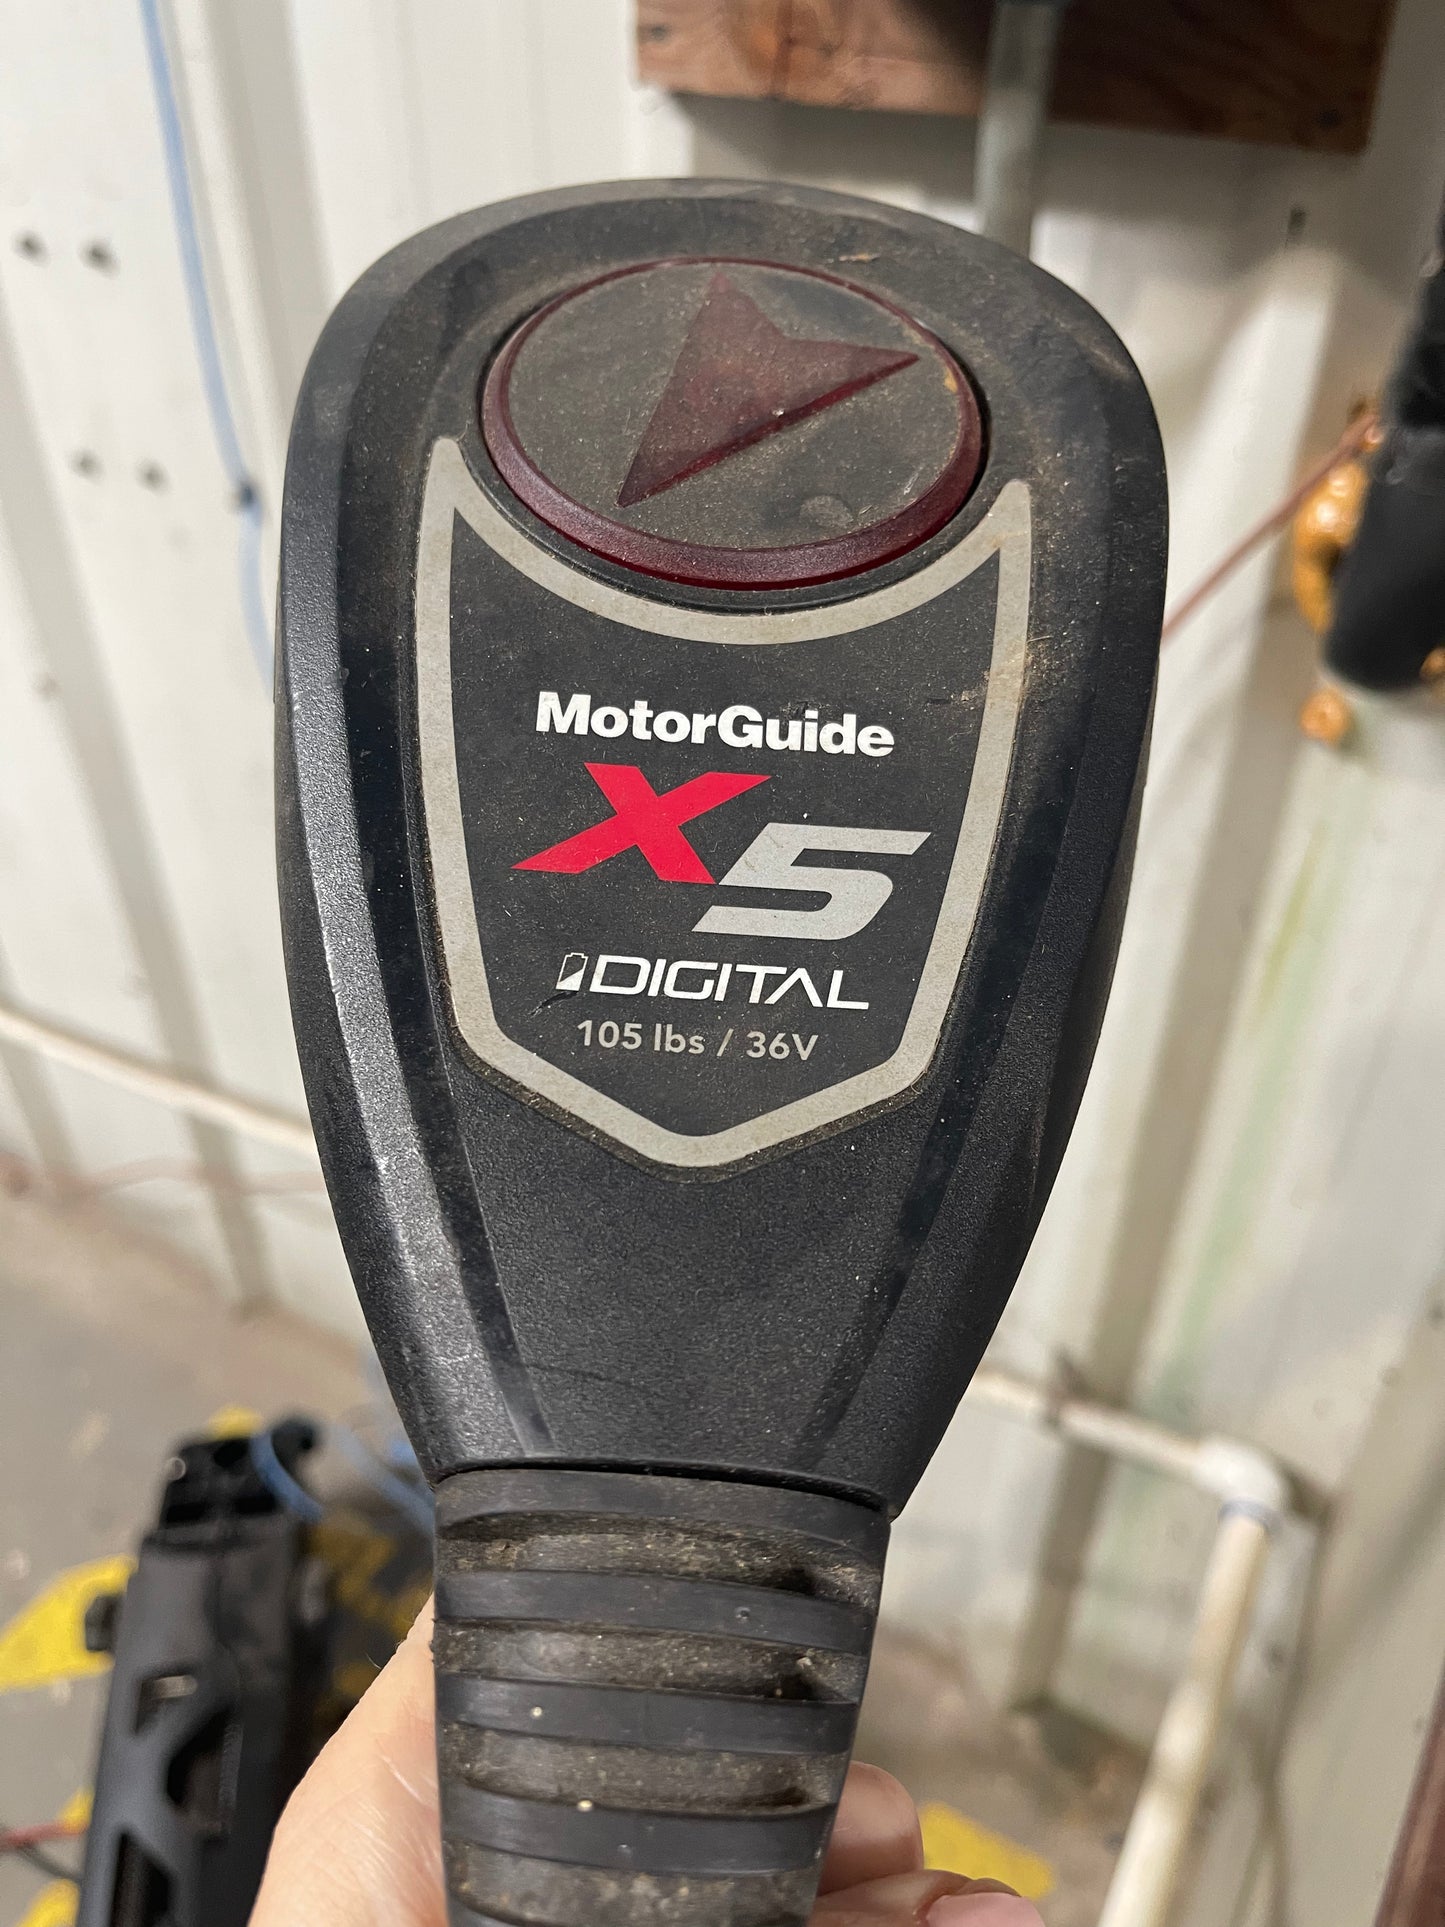 MotorGuide
X5
DIGITAL
105 lbs / 36V